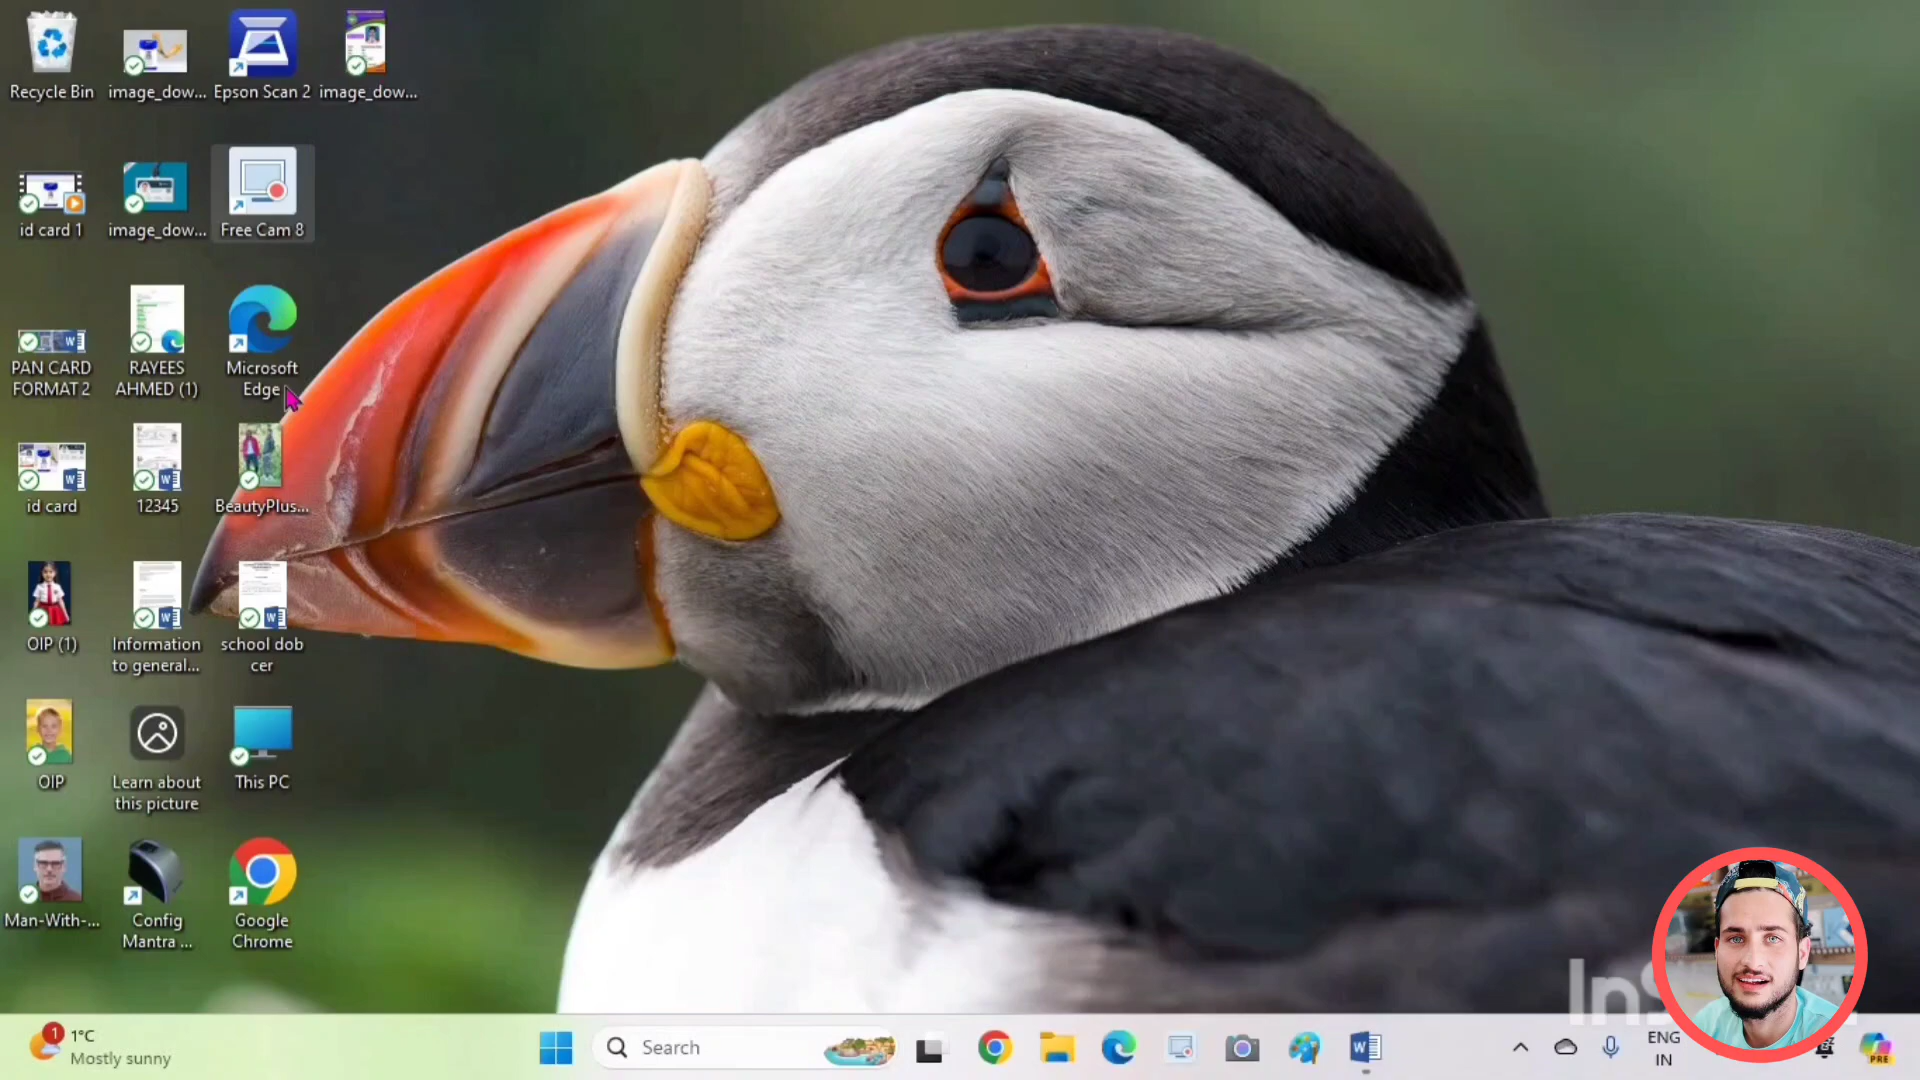 Recycle Bin
image_dow...
Epson Scan 2
image_dow...
id card 1
image_dow...
Free Cam 8
PAN CARD
FORMAT 2
RAYEES
AHMED (1)
Microsoft
Edge
id card
12345
BeautyPlus...
OIP (1)
Information
to general...
school dob
cer
OIP
Learn about
this picture
This PC
Man-With-...
Config
Mantra ...
Google
Chrome
1
1°C
Mostly sunny
Search
ENG
IN
PRE